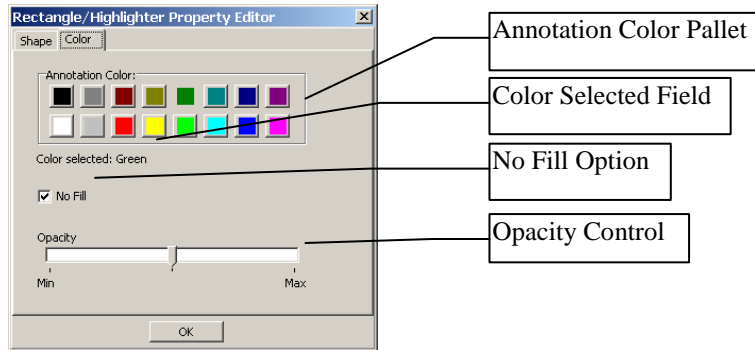 Rectangle/Highlighter Property Editor
Shape Color
Annotation Color:
Color selected: Green
No Fill
Opacity
Min Max
OK
Annotation Color Pallet
Color Selected Field
No Fill Option
Opacity Control